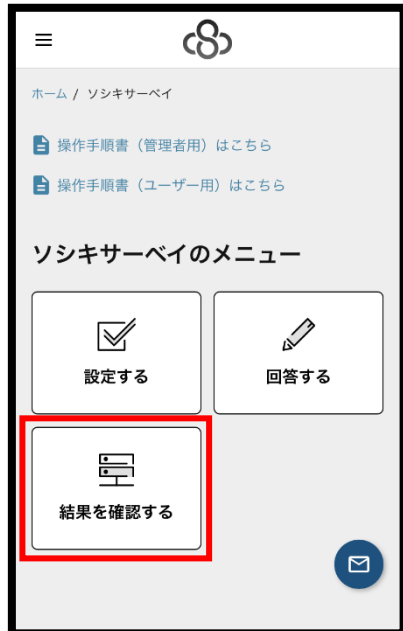 ホーム / ソシキサーベイ
操作手順書（管理者用）はこちら
操作手順書（ユーザー用）はこちら
ソシキサーベイのメニュー
設定する
回答する
結果を確認する